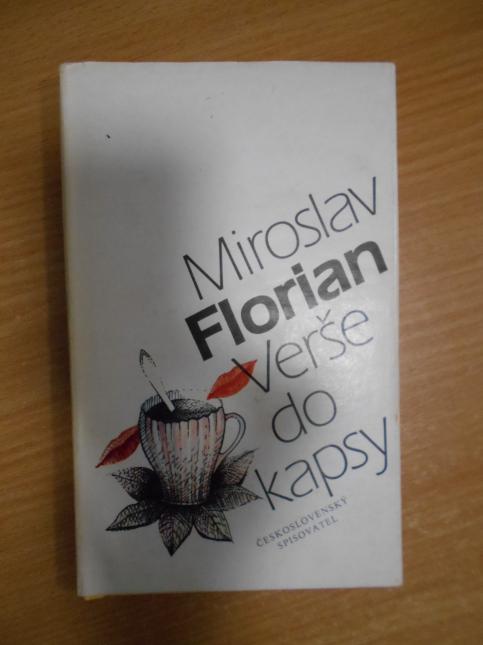 Miroslav
Florian
Verše
do
kapsy
ČESKOSLOVENSKÝ
SPISOVATEL